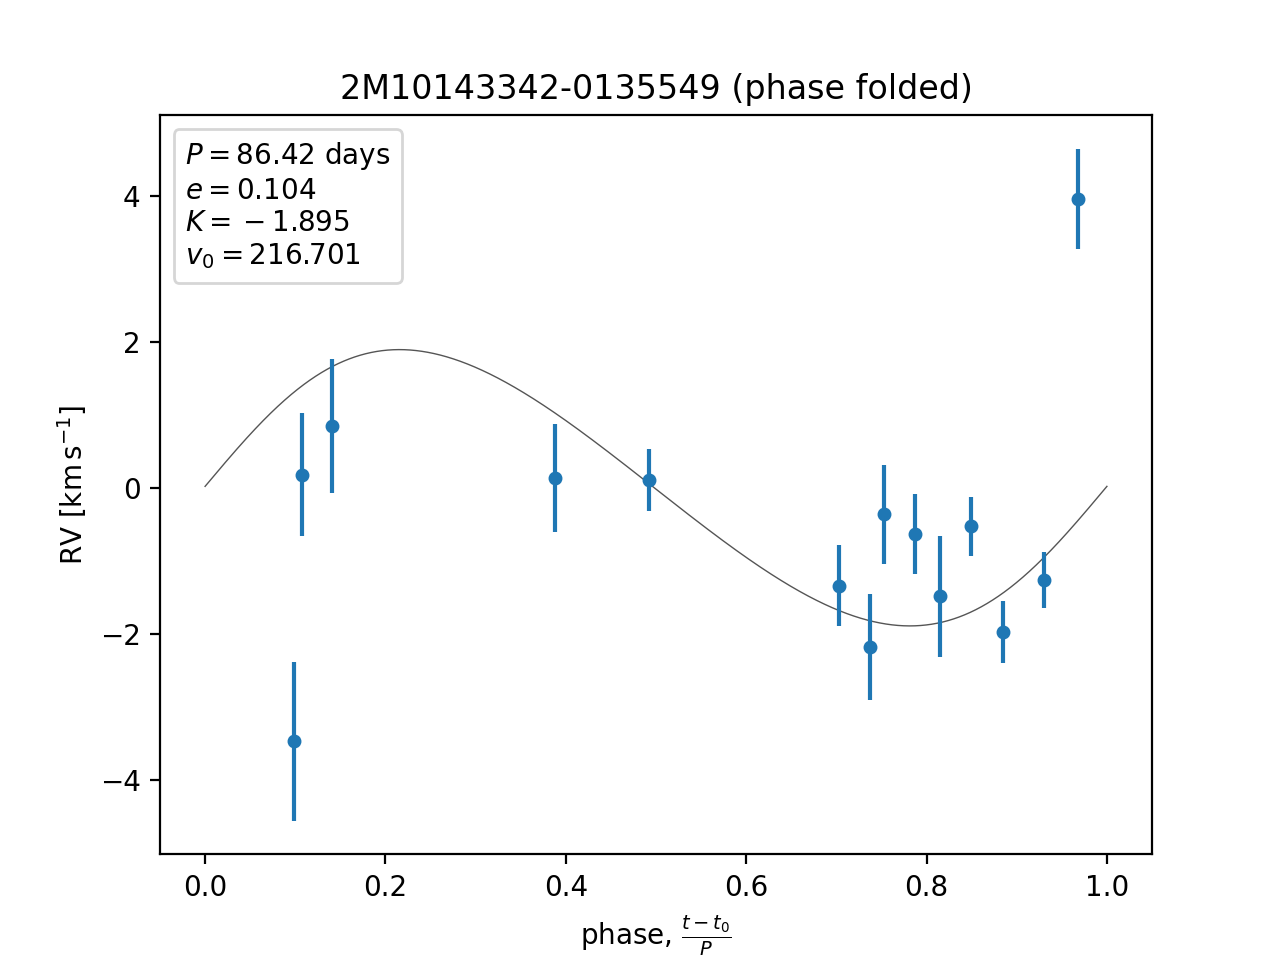 2M10143342-0135549 (phase folded)
P = 86.42 days
e = 0.104
K = −1.895
v₀ = 216.701
4
2
0
−2
−4
RV [km s⁻¹]
0.0 0.2 0.4 0.6 0.8 1.0
phase, (t − t₀)/P